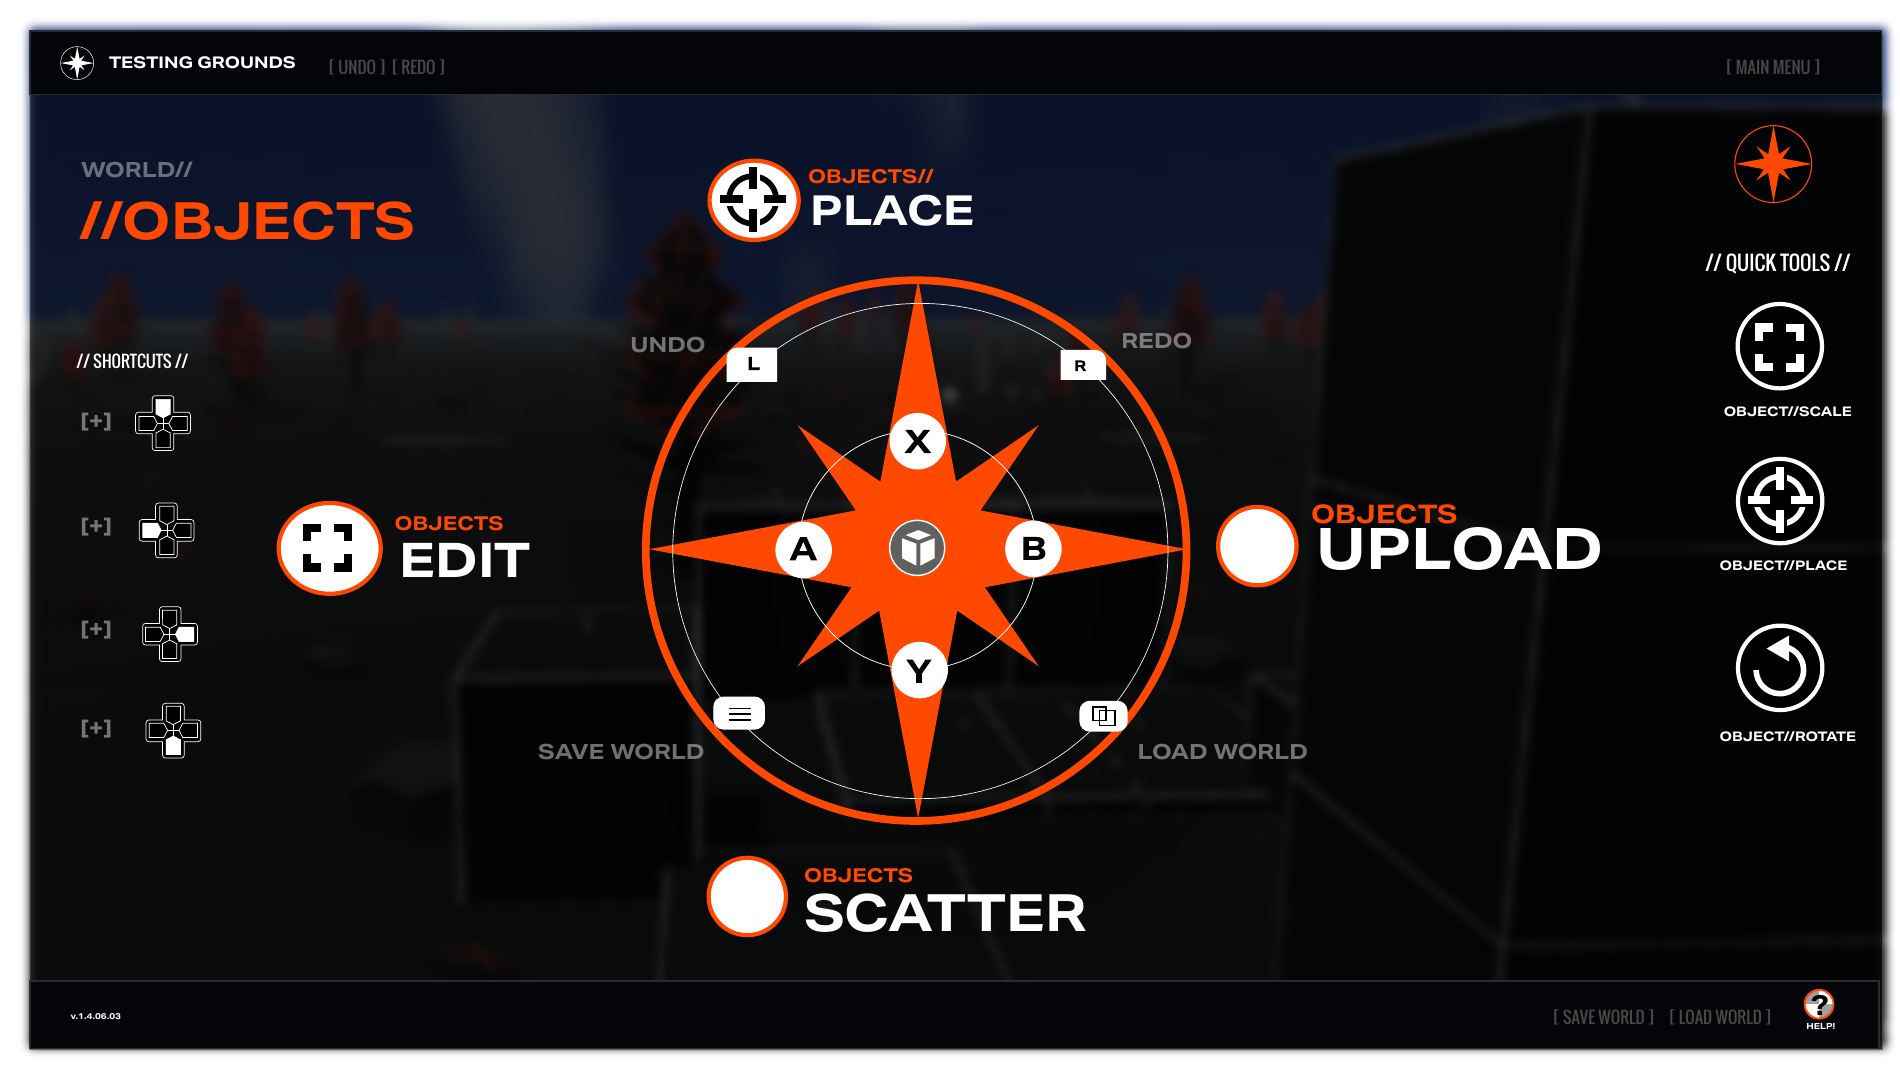 TESTING GROUNDS
[ UNDO ] [ REDO ]
[ MAIN MENU ]
WORLD//
//OBJECTS
OBJECTS//
PLACE
// QUICK TOOLS //
UNDO
REDO
L
R
// SHORTCUTS //
[+]
[+]
[+]
[+]
OBJECT//SCALE
X
OBJECTS
EDIT
A
B
OBJECTS
UPLOAD
OBJECT//PLACE
Y
SAVE WORLD
LOAD WORLD
OBJECT//ROTATE
OBJECTS
SCATTER
v.1.4.06.03
[ SAVE WORLD ] [ LOAD WORLD ]
?
HELP!